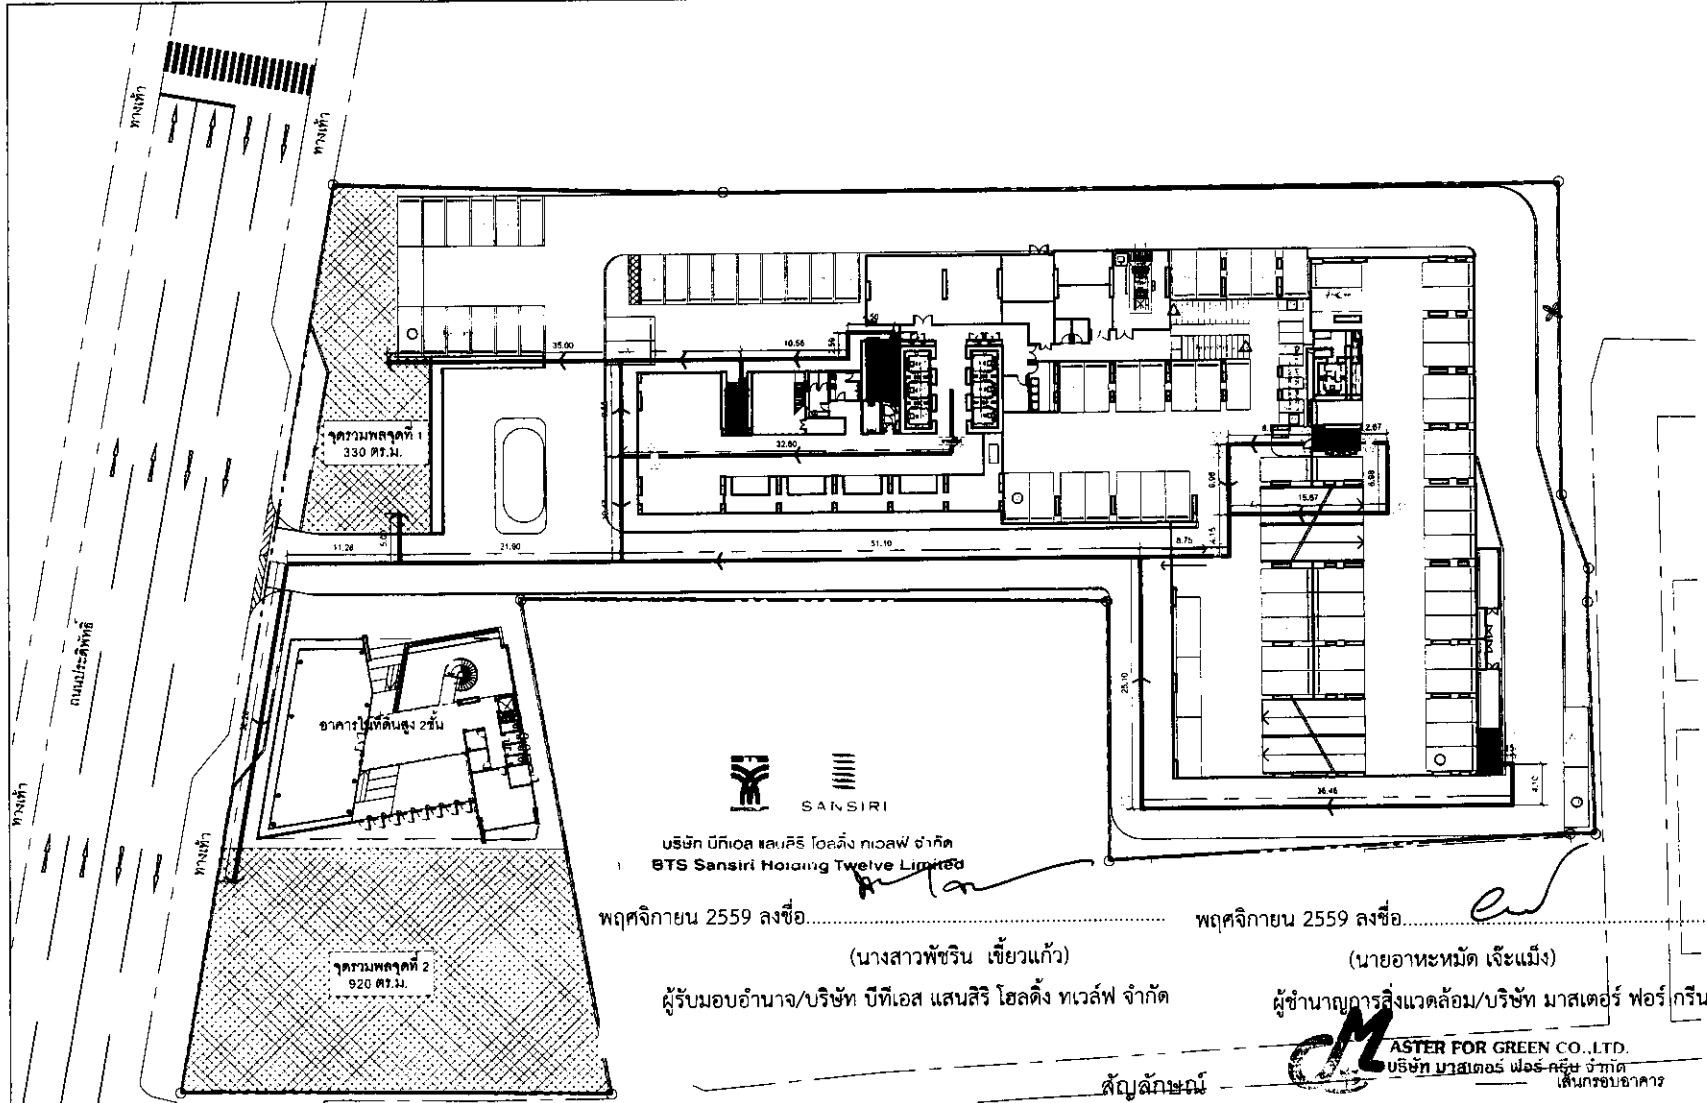 ทางเท้า
ทางเท้า
35.00
10.56
จุดรวมพลจุดที่ 1
330 ตร.ม.
32.60
2.67
6.96
6.98
15.67
11.28
5.00
21.90
51.10
8.75
4.15
ถนนประดิพัทธ์
25.10
อาคารในที่ดินสูง 2ชั้น
36.46
4.10
ทางเท้า
ทางเท้า
SANSIRI
บริษัท บีทีเอส แสนสิริ โฮลดิ้ง ทเวลฟ์ จำกัด
BTS Sansiri Holding Twelve Limited
พฤศจิกายน 2559 ลงชื่อ
พฤศจิกายน 2559 ลงชื่อ
(นางสาวพัชริน เขี้ยวแก้ว)
(นายอาหะหมัด เจ๊ะแม็ง)
จุดรวมพลจุดที่ 2
920 ตร.ม.
ผู้รับมอบอำนาจ/บริษัท บีทีเอส แสนสิริ โฮลดิ้ง ทเวล์ฟ จำกัด
ผู้ชำนาญการสิ่งแวดล้อม/บริษัท มาสเตอร์ ฟอร์ กรีน
MASTER FOR GREEN CO.,LTD.
บริษัท มาสเตอร์ ฟอร์ กรีน จำกัด
สัญลักษณ์
เส้นกรอบอาคาร